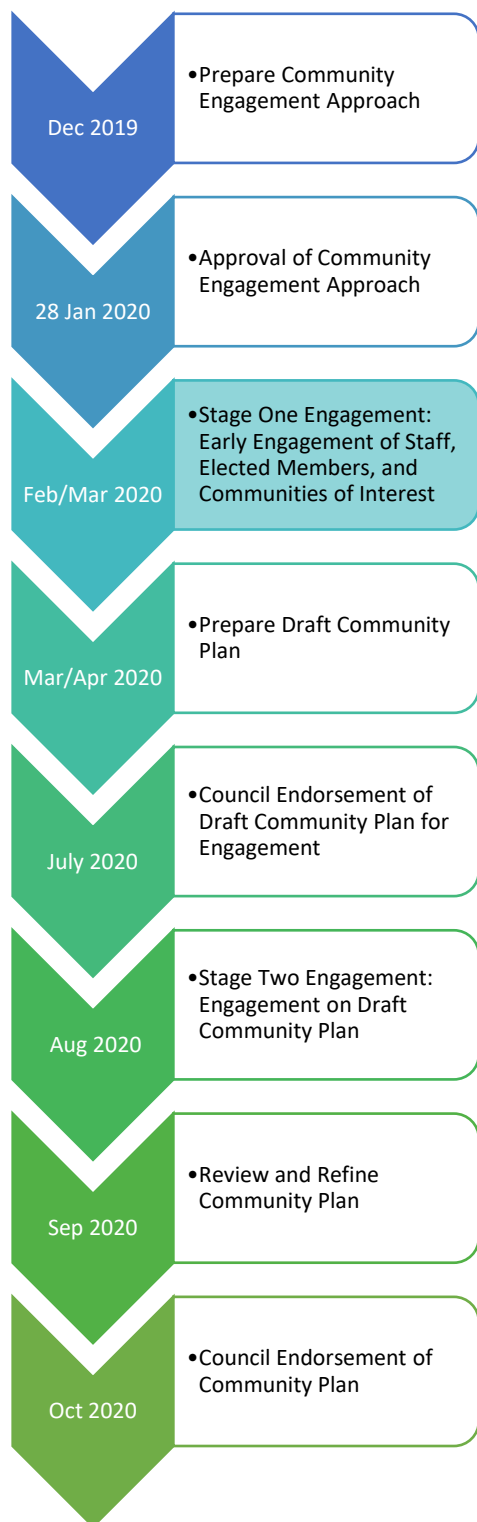 Dec 2019
•Prepare Community
Engagement Approach
28 Jan 2020
•Approval of Community
Engagement Approach
Feb/Mar 2020
•Stage One Engagement:
Early Engagement of Staff,
Elected Members, and
Communities of Interest
Mar/Apr 2020
•Prepare Draft Community
Plan
July 2020
•Council Endorsement of
Draft Community Plan for
Engagement
Aug 2020
•Stage Two Engagement:
Engagement on Draft
Community Plan
Sep 2020
•Review and Refine
Community Plan
Oct 2020
•Council Endorsement of
Community Plan